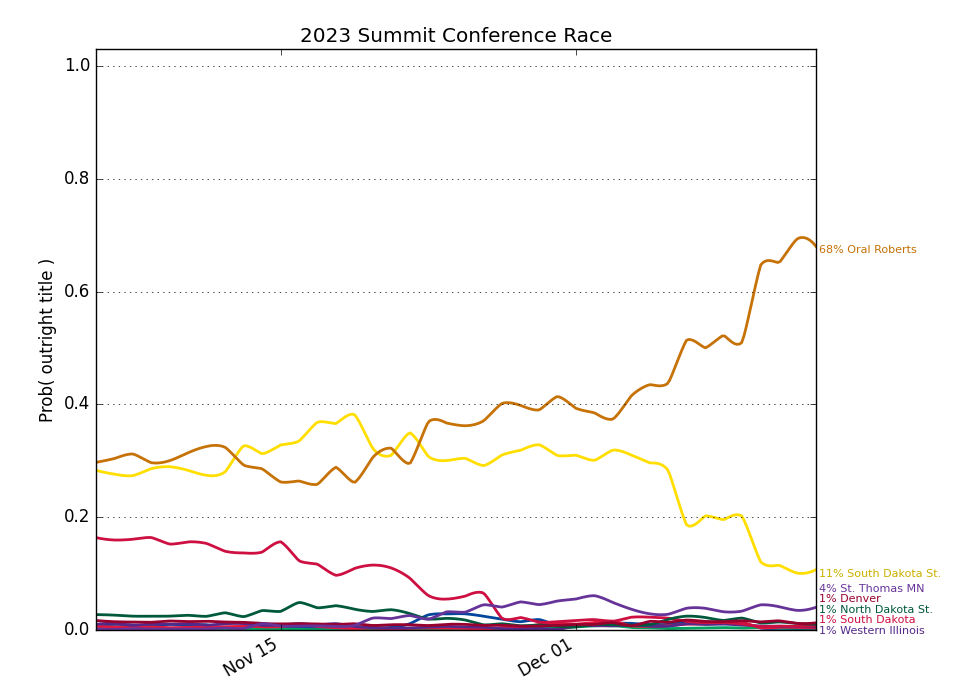 2023 Summit Conference Race
1.0
0.8
0.6
0.4
0.2
0.0
Prob( outright title )
Nov 15
Dec 01
68% Oral Roberts
11% South Dakota St.
4% St. Thomas MN
1% Denver
1% North Dakota St.
1% South Dakota
1% Western Illinois